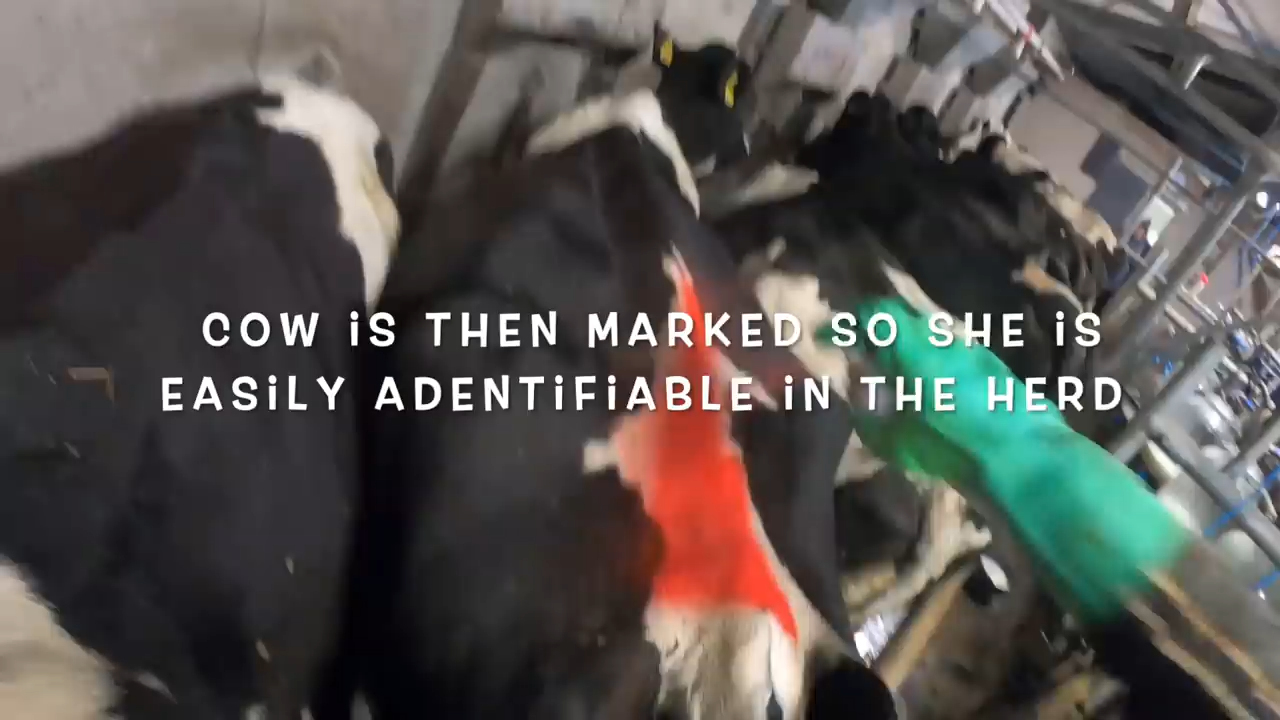 COW iS THEN MARKED SO SHE iS
EASiLY ADENTiFiABLE iN THE HERD